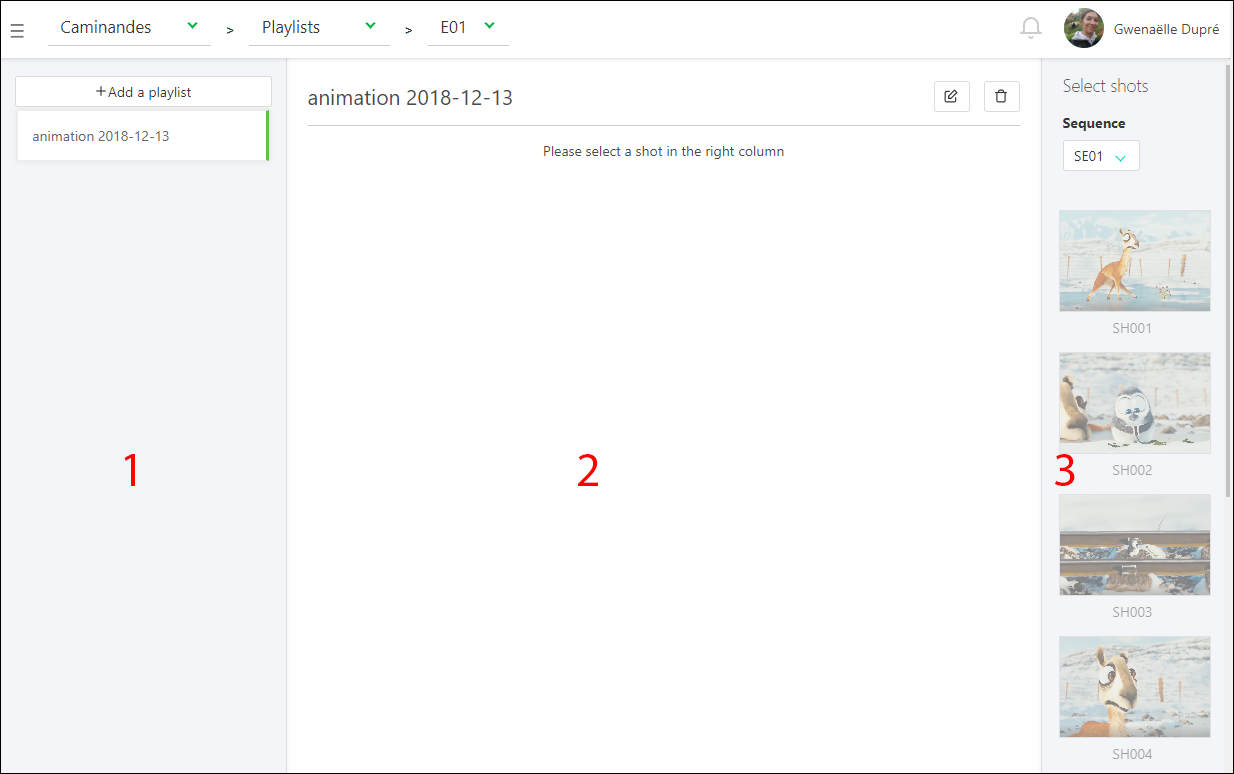 Caminandes > Playlists > E01
Gwenaëlle Dupré
+ Add a playlist
animation 2018-12-13
1
animation 2018-12-13
Please select a shot in the right column
2
Select shots
Sequence
SE01
SH001
SH002
3
SH003
SH004